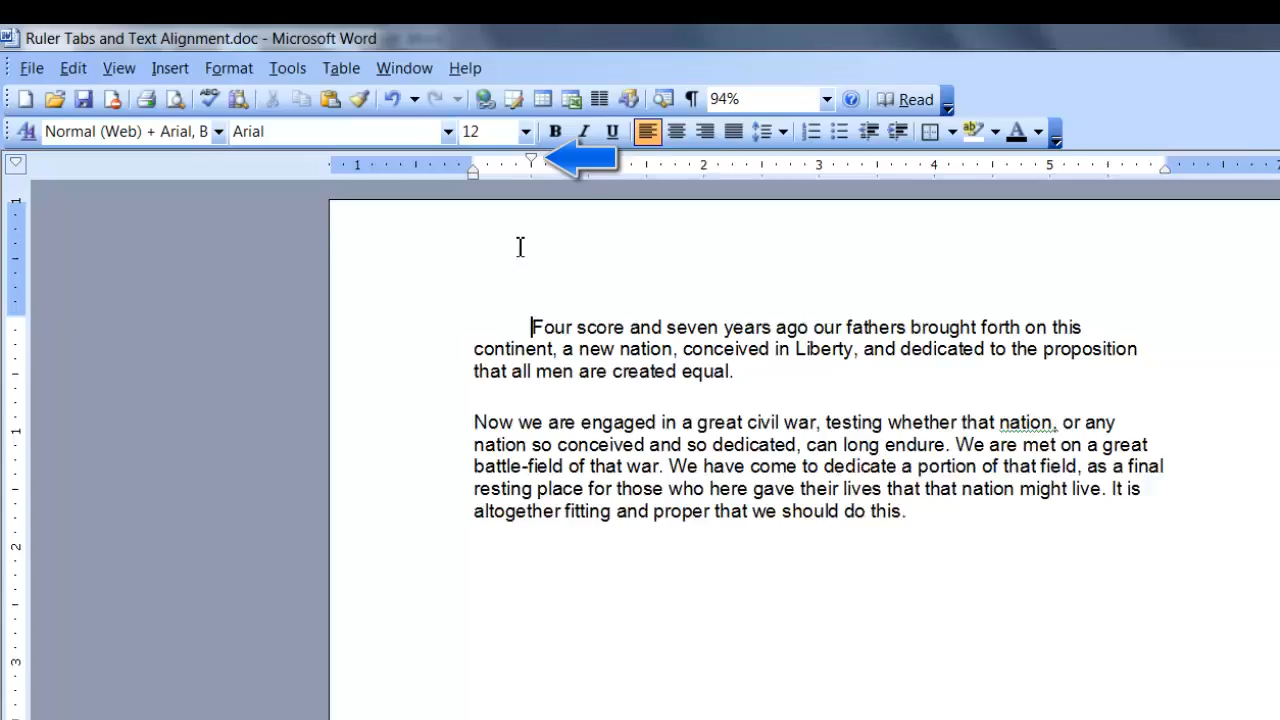 Ruler Tabs and Text Alignment.doc - Microsoft Word
File Edit View Insert Format Tools Table Window Help
94% Read
Normal (Web) + Arial, B Arial 12 B I U
1 2 3 4 5 7
1
Four score and seven years ago our fathers brought forth on this
continent, a new nation, conceived in Liberty, and dedicated to the proposition
that all men are created equal.
Now we are engaged in a great civil war, testing whether that nation, or any
1
nation so conceived and so dedicated, can long endure. We are met on a great
battle-field of that war. We have come to dedicate a portion of that field, as a final
resting place for those who here gave their lives that that nation might live. It is
altogether fitting and proper that we should do this.
2
3